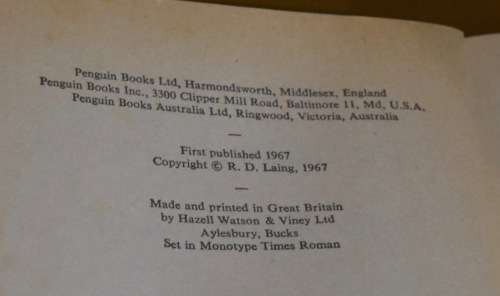 Penguin Books Ltd, Harmondsworth, Middlesex, England
Penguin Books Inc., 3300 Clipper Mill Road, Baltimore 11, Md, U.S.A.
Penguin Books Australia Ltd, Ringwood, Victoria, Australia
—
First published 1967
Copyright © R. D. Laing, 1967
—
Made and printed in Great Britain
by Hazell Watson & Viney Ltd
Aylesbury, Bucks
Set in Monotype Times Roman